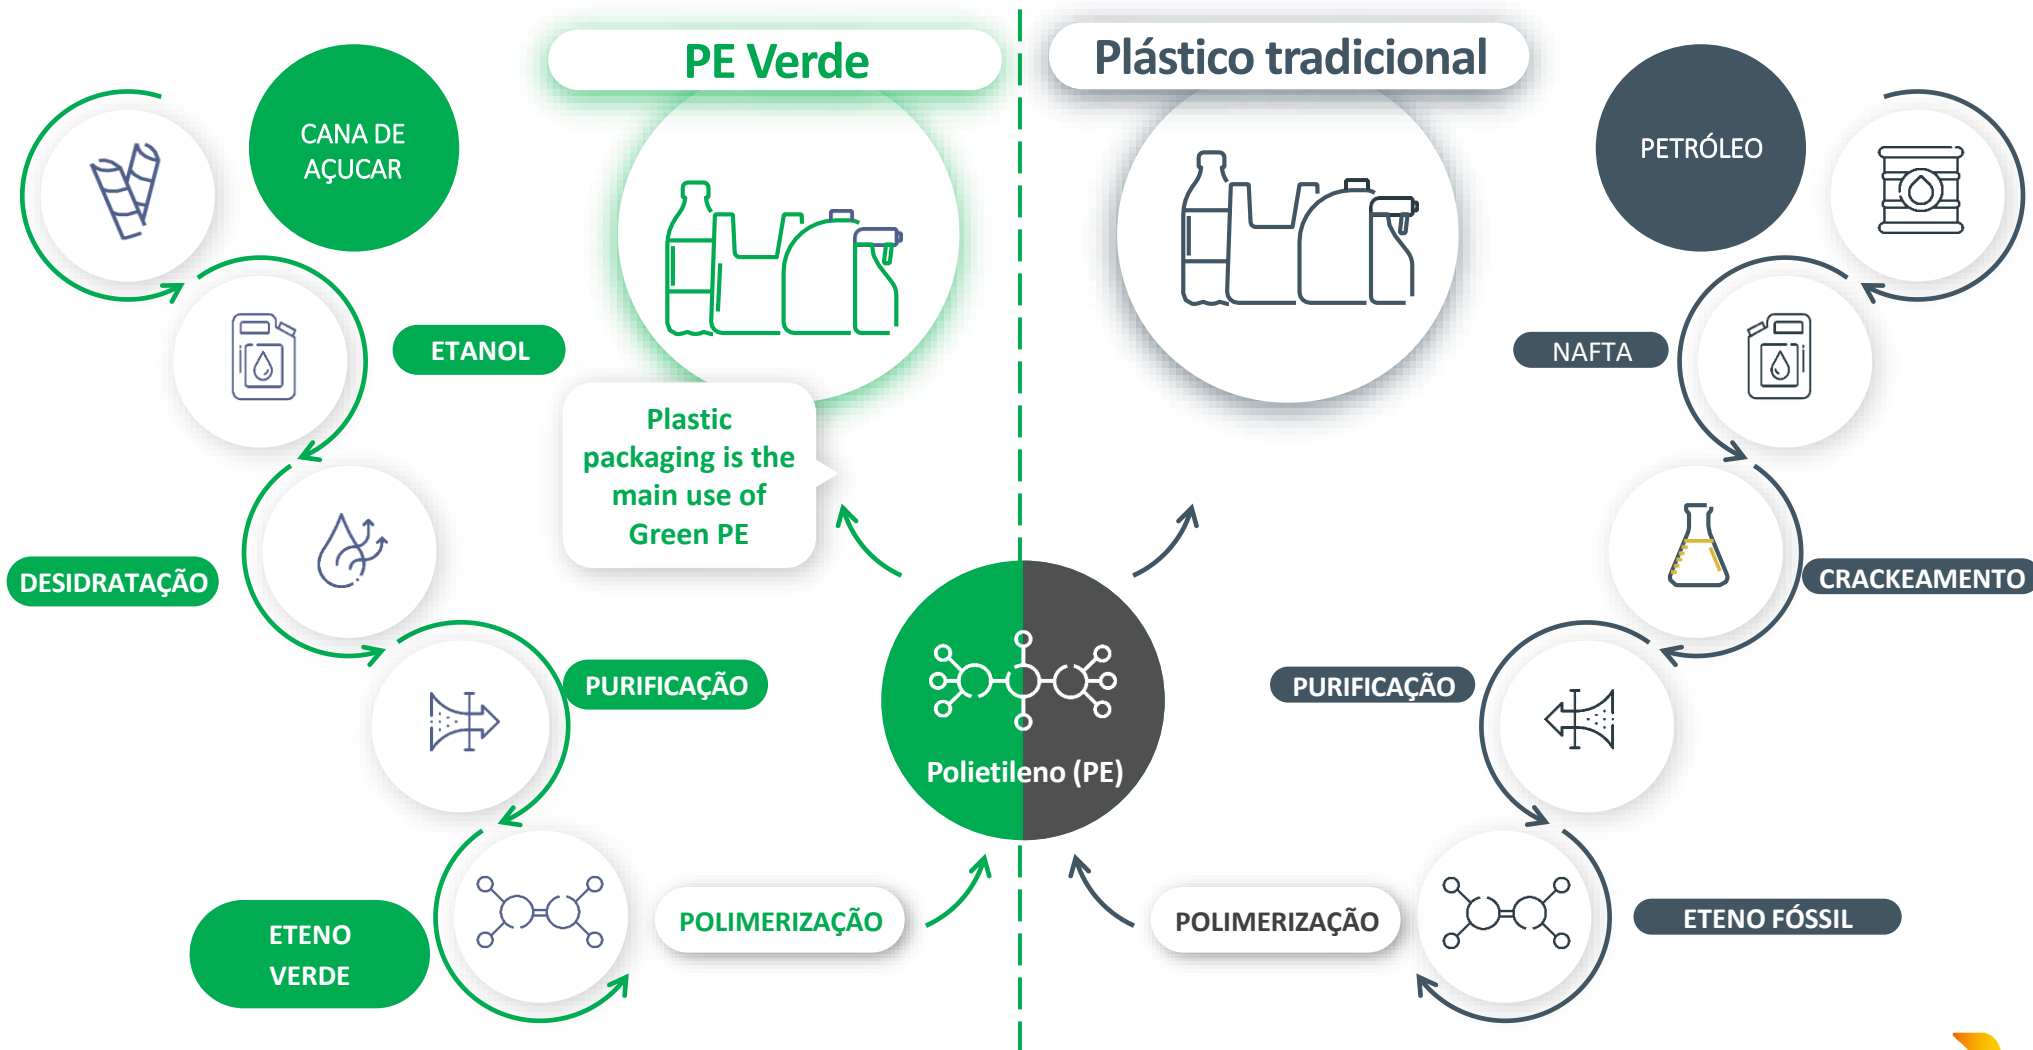 PE Verde
Plástico tradicional
CANA DE
AÇUCAR
PETRÓLEO
ETANOL
NAFTA
Plastic
packaging is the
main use of
Green PE
DESIDRATAÇÃO
CRACKEAMENTO
PURIFICAÇÃO
PURIFICAÇÃO
Polietileno (PE)
ETENO
VERDE
POLIMERIZAÇÃO
POLIMERIZAÇÃO
ETENO FÓSSIL